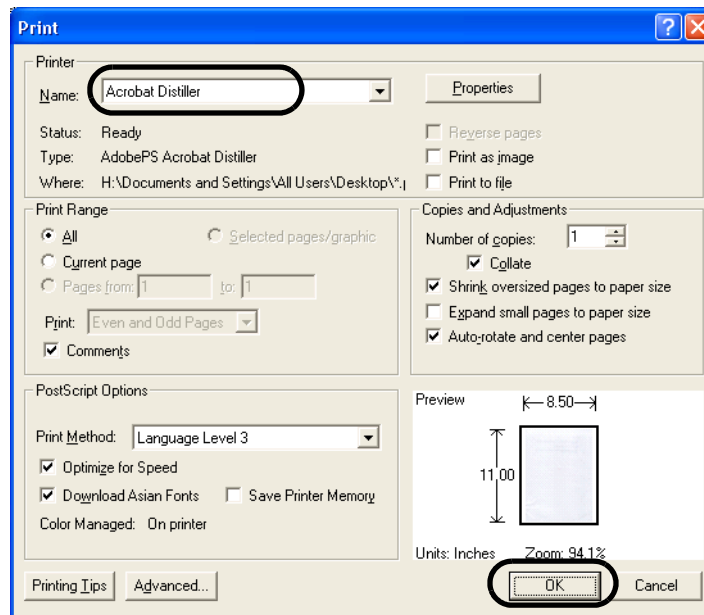 Print
Printer
Name: Acrobat Distiller
Properties
Status: Ready
Type: AdobePS Acrobat Distiller
Where: H:\Documents and Settings\All Users\Desktop\*.p
Reverse pages
Print as image
Print to file
Print Range
All
Selected pages/graphic
Current page
Pages from: 1 to: 1
Print: Even and Odd Pages
Comments
Copies and Adjustments
Number of copies: 1
Collate
Shrink oversized pages to paper size
Expand small pages to paper size
Auto-rotate and center pages
PostScript Options
Print Method: Language Level 3
Optimize for Speed
Download Asian Fonts Save Printer Memory
Color Managed: On printer
Preview
8.50
11.00
Units: Inches Zoom: 94.1%
Printing Tips Advanced... OK Cancel